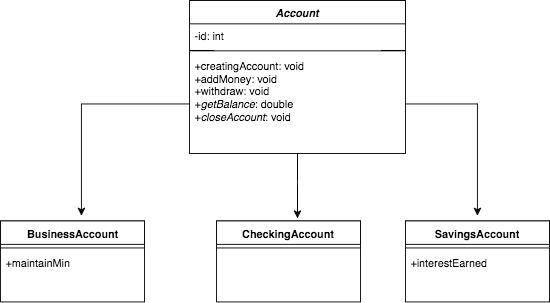 Account
-id: int
+creatingAccount: void
+addMoney: void
+withdraw: void
+getBalance: double
+closeAccount: void
BusinessAccount
+maintainMin
CheckingAccount
SavingsAccount
+interestEarned